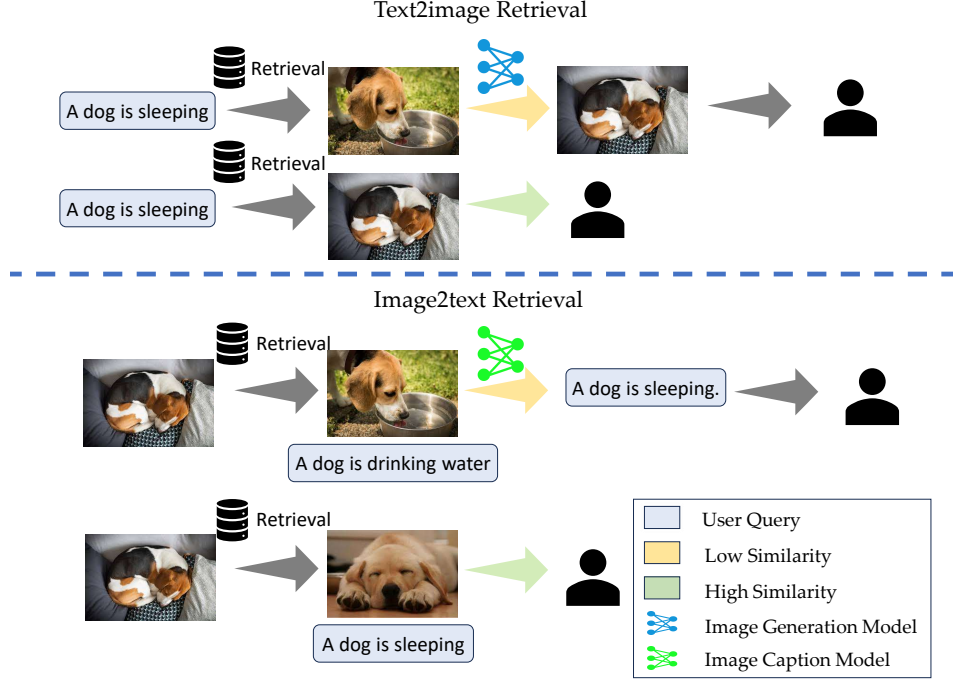 Text2image Retrieval
Retrieval
A dog is sleeping
Retrieval
A dog is sleeping
Image2text Retrieval
Retrieval
A dog is sleeping.
A dog is drinking water
Retrieval
A dog is sleeping
User Query
Low Similarity
High Similarity
Image Generation Model
Image Caption Model